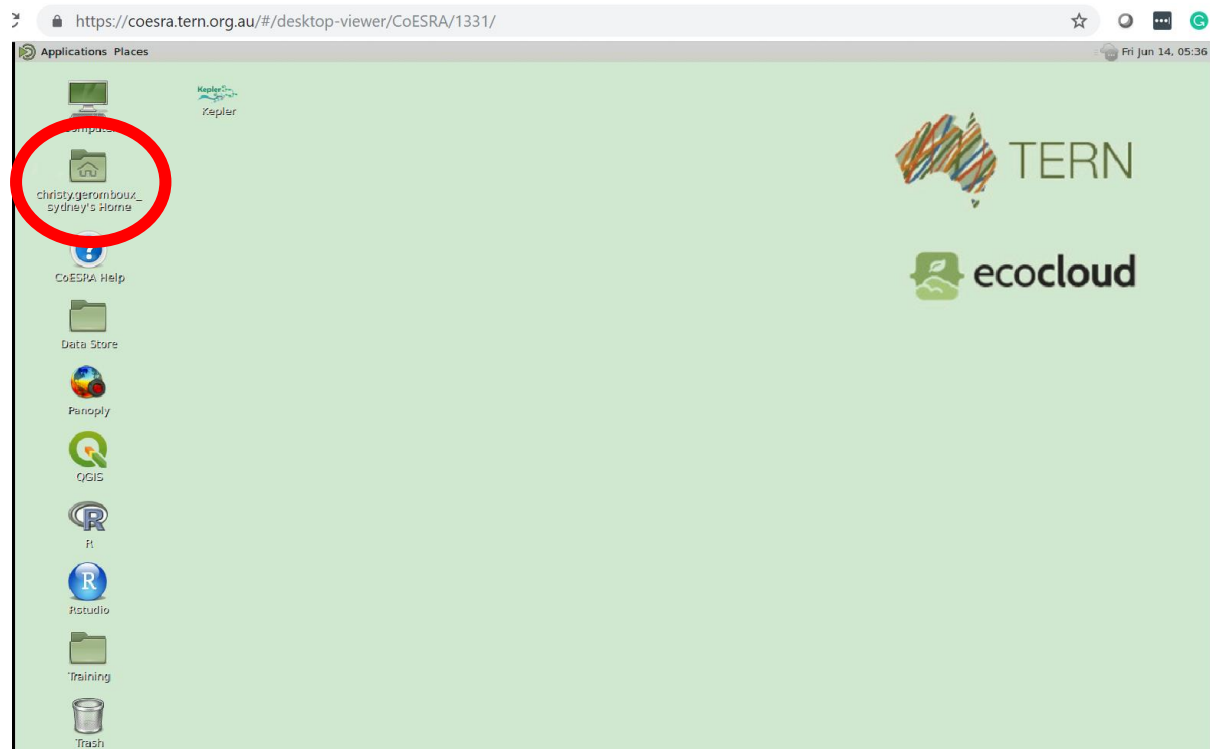 https://coesra.tern.org.au/#/desktop-viewer/CoESRA/1331/
Applications Places
Fri Jun 14, 05:36
Kepler
Kepler
christy.geromboux_
sydney's Home
CoESRA Help
Data Store
Panoply
QGIS
R
R
Rstudio
Training
Trash
TERN
ecocloud